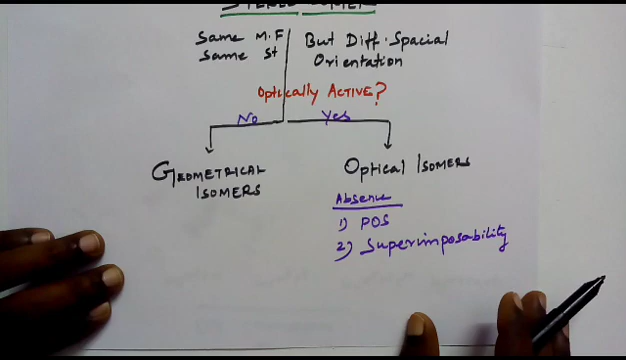 Same M.F
Same St
But Diff. Spacial
Orientation
Optically ACTIVE?
No
Yes
GEOMETRICAL
ISOMERS
Optical ISOMERS
Absence
1) POS
2) Superimposability